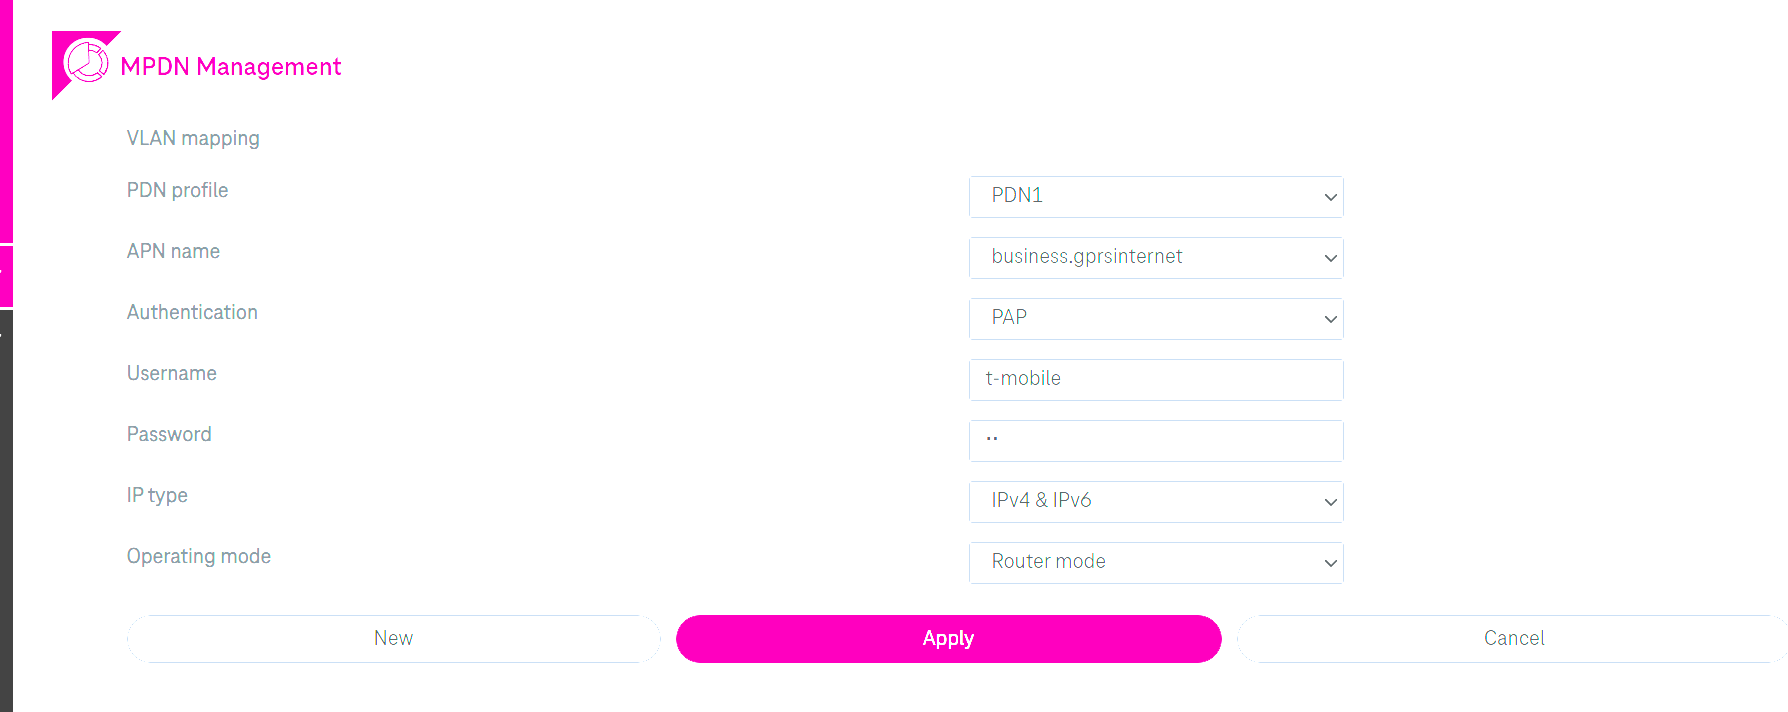 MPDN Management
VLAN mapping
PDN profile PDN1
APN name business.gprsinternet
Authentication PAP
Username t-mobile
Password ··
IP type IPv4 & IPv6
Operating mode Router mode
New Apply Cancel